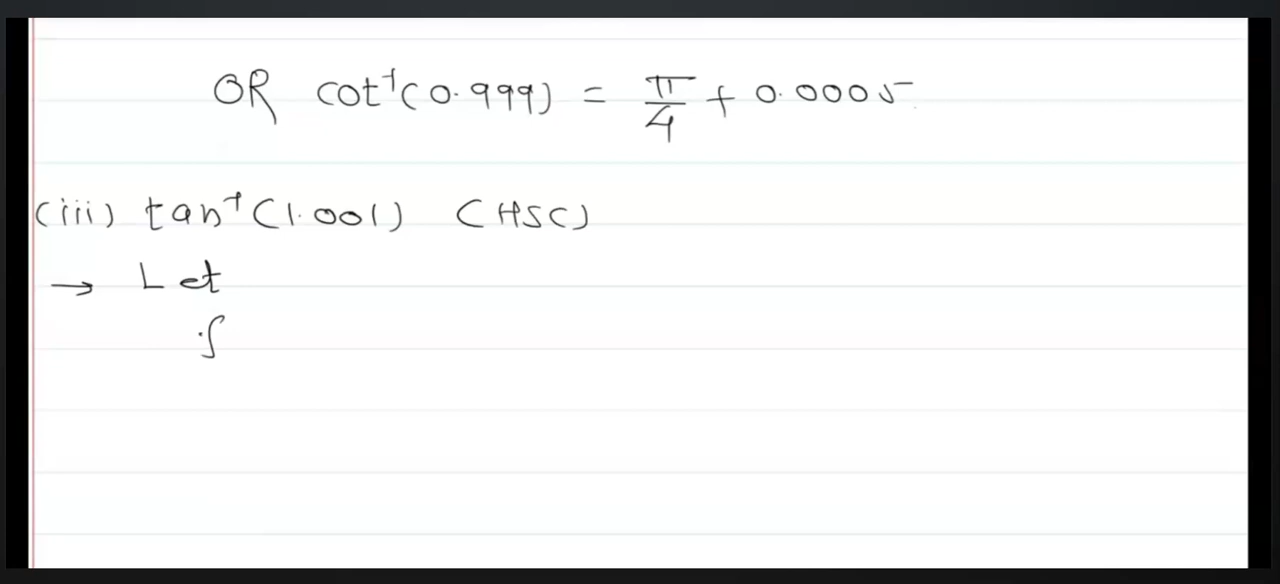 OR cot⁻¹(0.999) = π/4 + 0.0005
(iii) tan⁻¹(1.001) (HSC)
→ Let
f